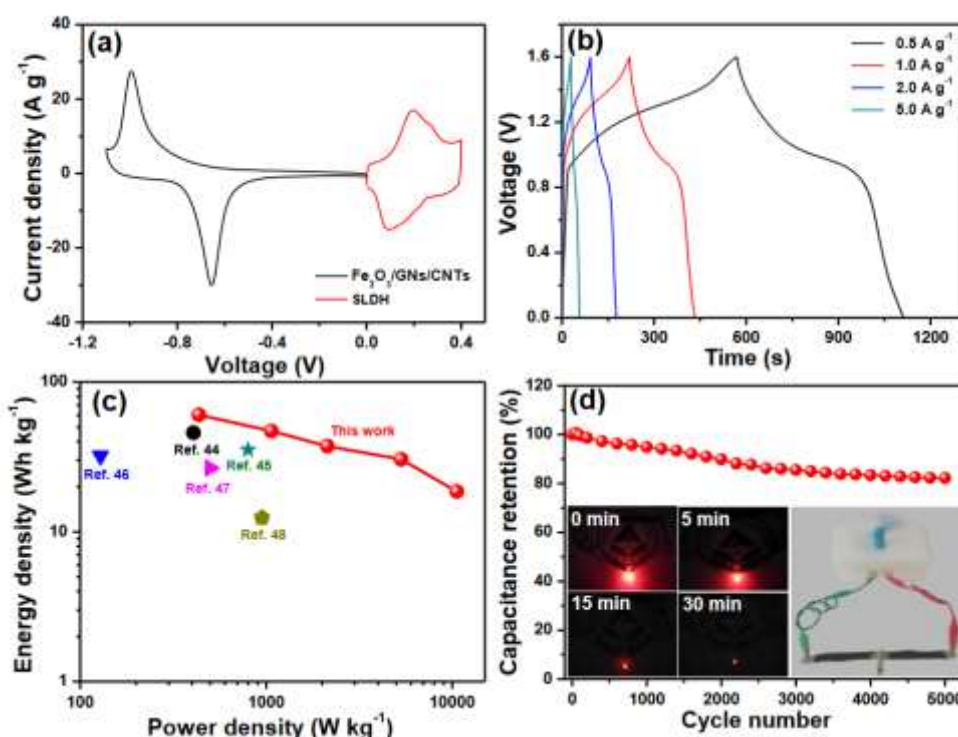 (a)
Current density (A g⁻¹)
40
20
0
-20
-40
-1.2
-0.6
0.0
0.4
Voltage (V)
Fe₃O₃/GNs/CNTs
SLDH
(b)
Voltage (V)
1.6
1.2
0.8
0.4
0.0
0
300
600
900
1200
Time (s)
0.5 A g⁻¹
1.0 A g⁻¹
2.0 A g⁻¹
5.0 A g⁻¹
(c)
Energy density (Wh kg⁻¹)
100
10
1
100
1000
10000
Power density (W kg⁻¹)
This work
Ref. 44
Ref. 45
Ref. 46
Ref. 47
Ref. 48
(d)
Capacitance retention (%)
120
100
80
60
40
20
0
0
1000
2000
3000
4000
5000
Cycle number
0 min
5 min
15 min
30 min